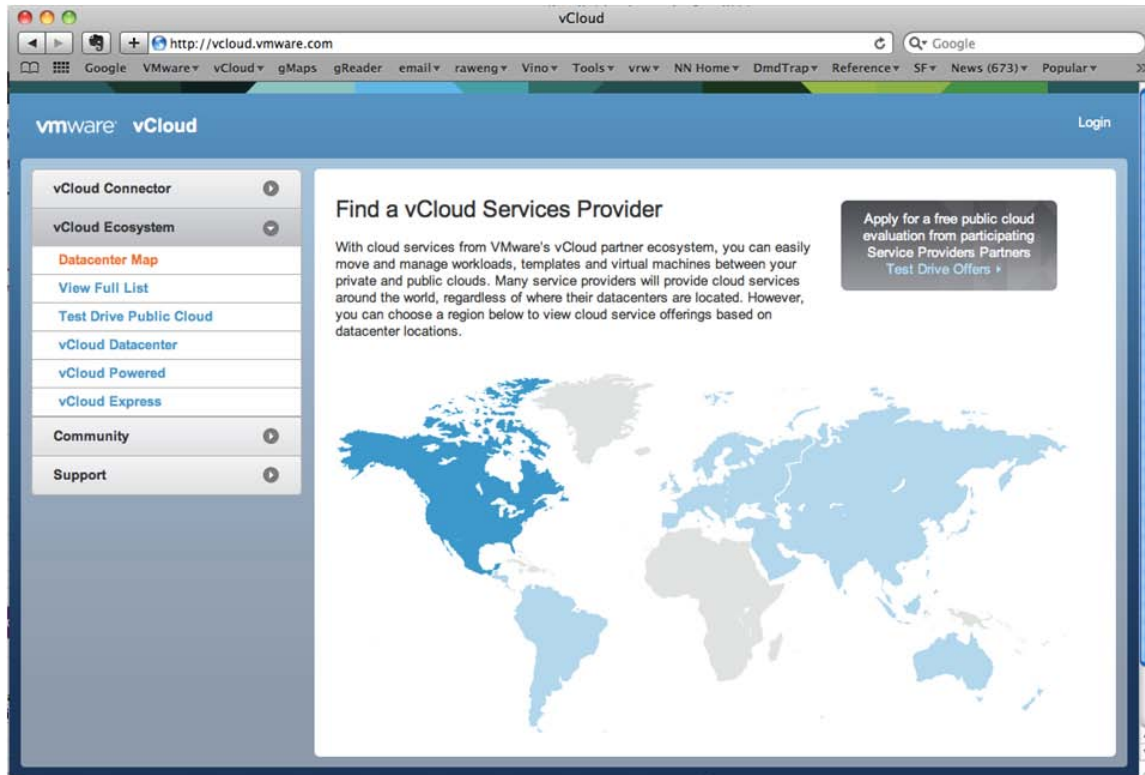 vCloud
http://vcloud.vmware.com
Google
Google VMware vCloud gMaps gReader email raweng Vino Tools vrw NN Home DmdTrap Reference SF News (673) Popular
vmware vCloud
Login
vCloud Connector
vCloud Ecosystem
Datacenter Map
View Full List
Test Drive Public Cloud
vCloud Datacenter
vCloud Powered
vCloud Express
Community
Support
Find a vCloud Services Provider
With cloud services from VMware's vCloud partner ecosystem, you can easily
move and manage workloads, templates and virtual machines between your
private and public clouds. Many service providers will provide cloud services
around the world, regardless of where their datacenters are located. However,
you can choose a region below to view cloud service offerings based on
datacenter locations.
Apply for a free public cloud
evaluation from participating
Service Providers Partners
Test Drive Offers